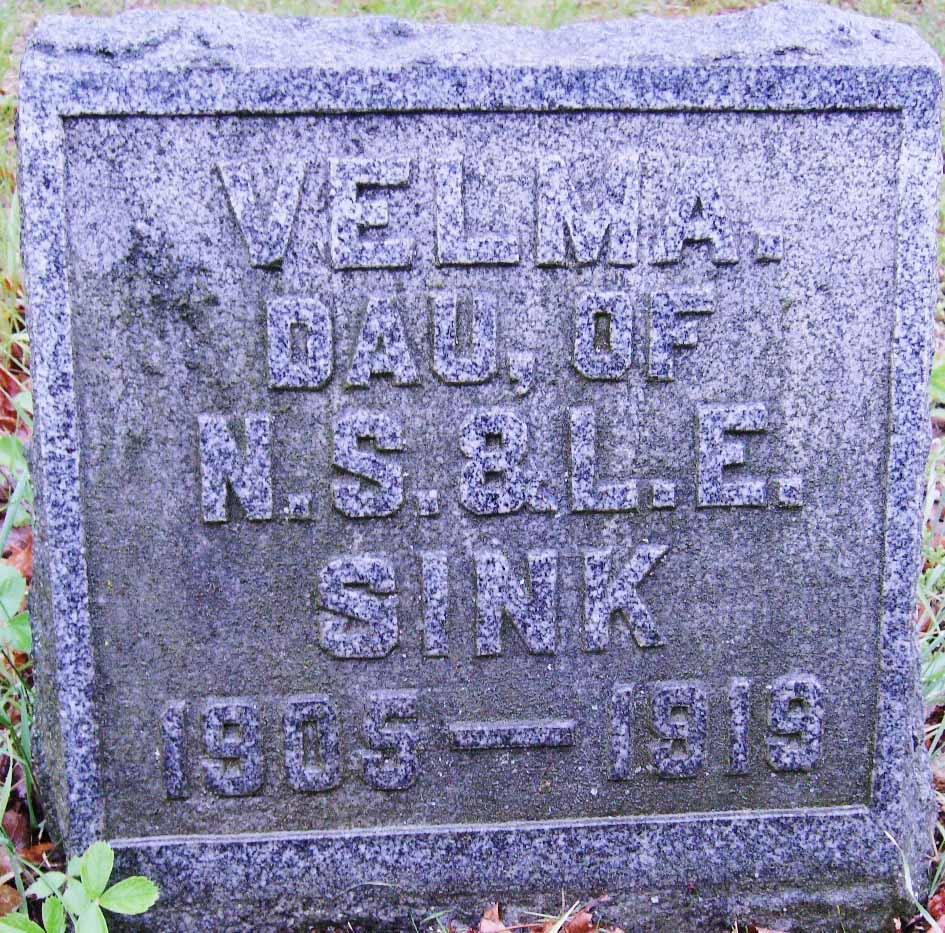 VELMA.
DAU, OF
N.S.&L.E.
SINK
1905—1919